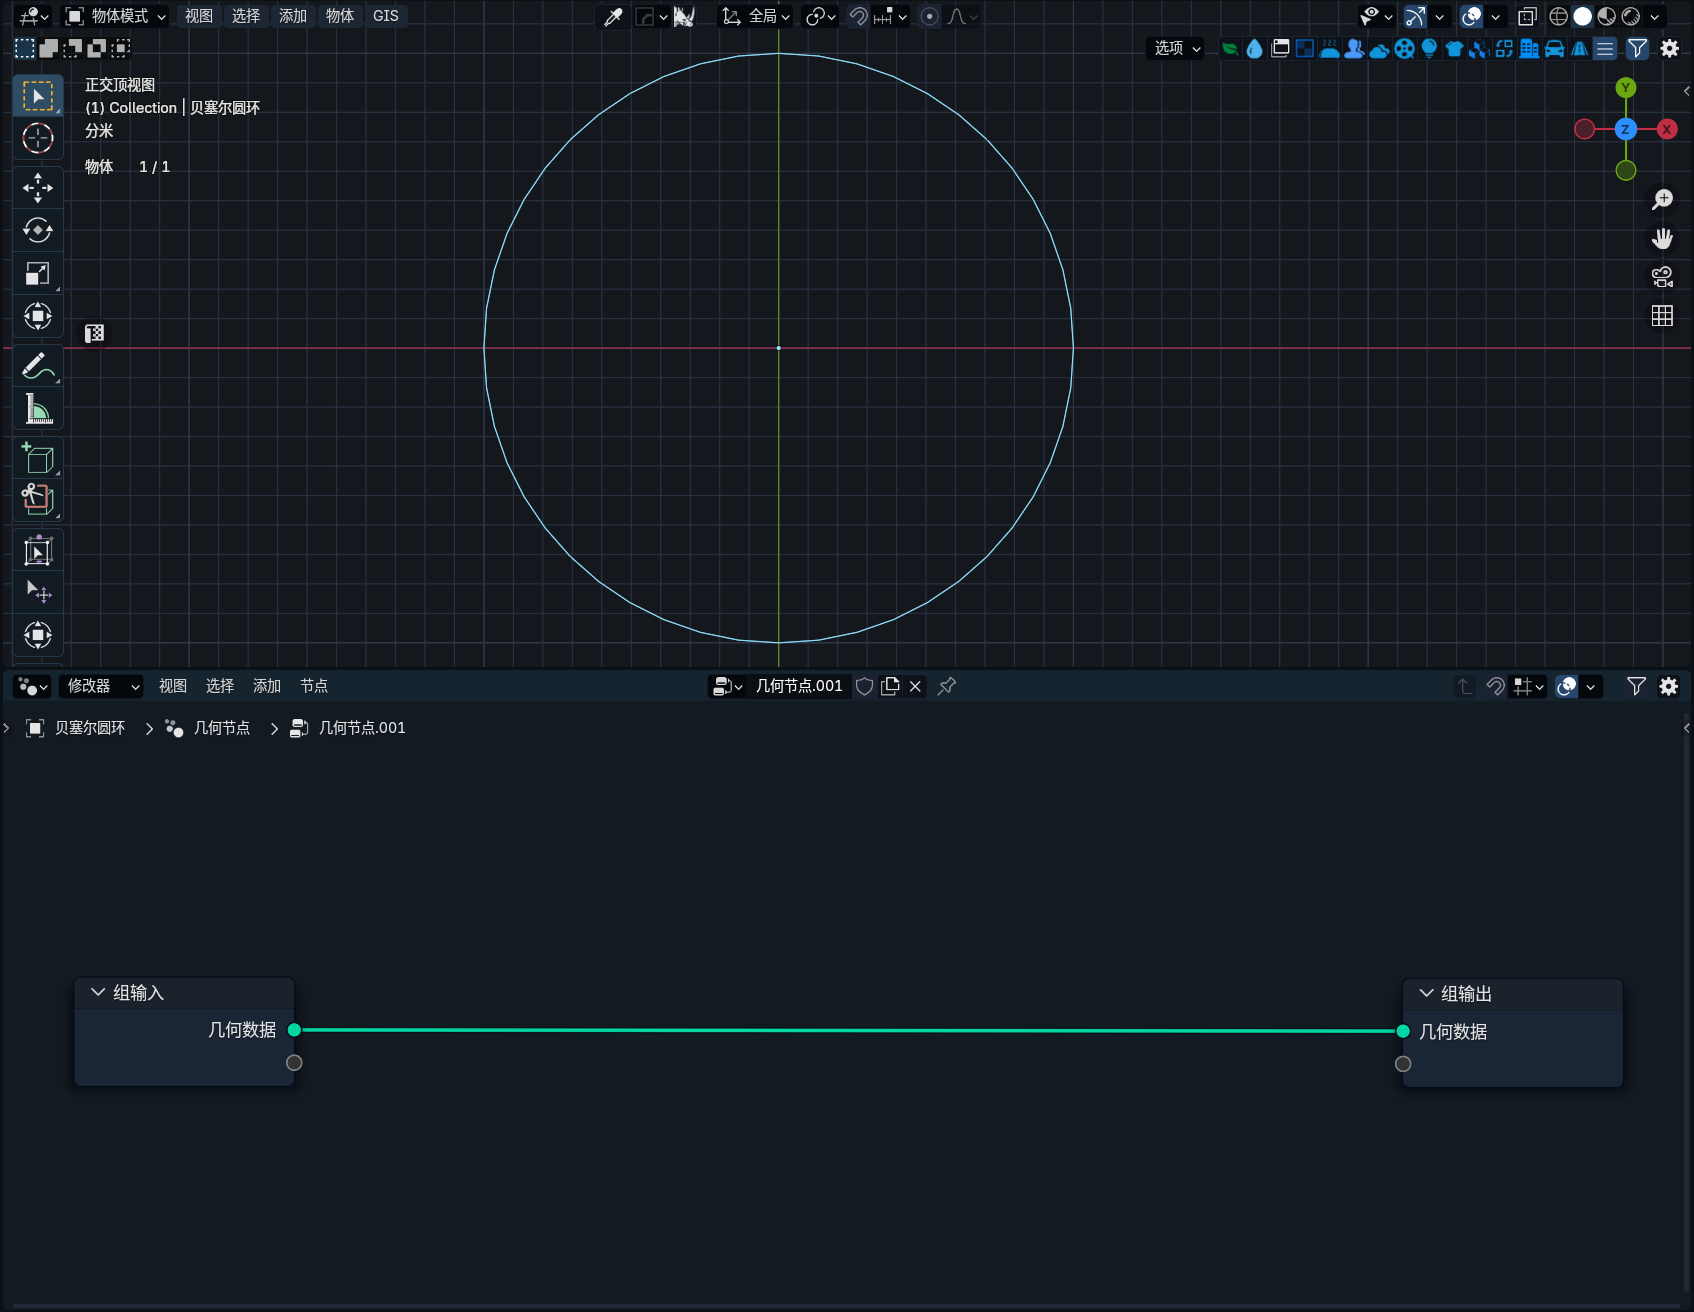 物体模式 视图 选择 添加 物体 GIS 全局
选项
正交顶视图
(1) Collection | 贝塞尔圆环
分米
物体 1 / 1
Y
Z
X
修改器 视图 选择 添加 节点 几何节点.001
贝塞尔圆环 几何节点 几何节点.001
组输入
几何数据
组输出
几何数据